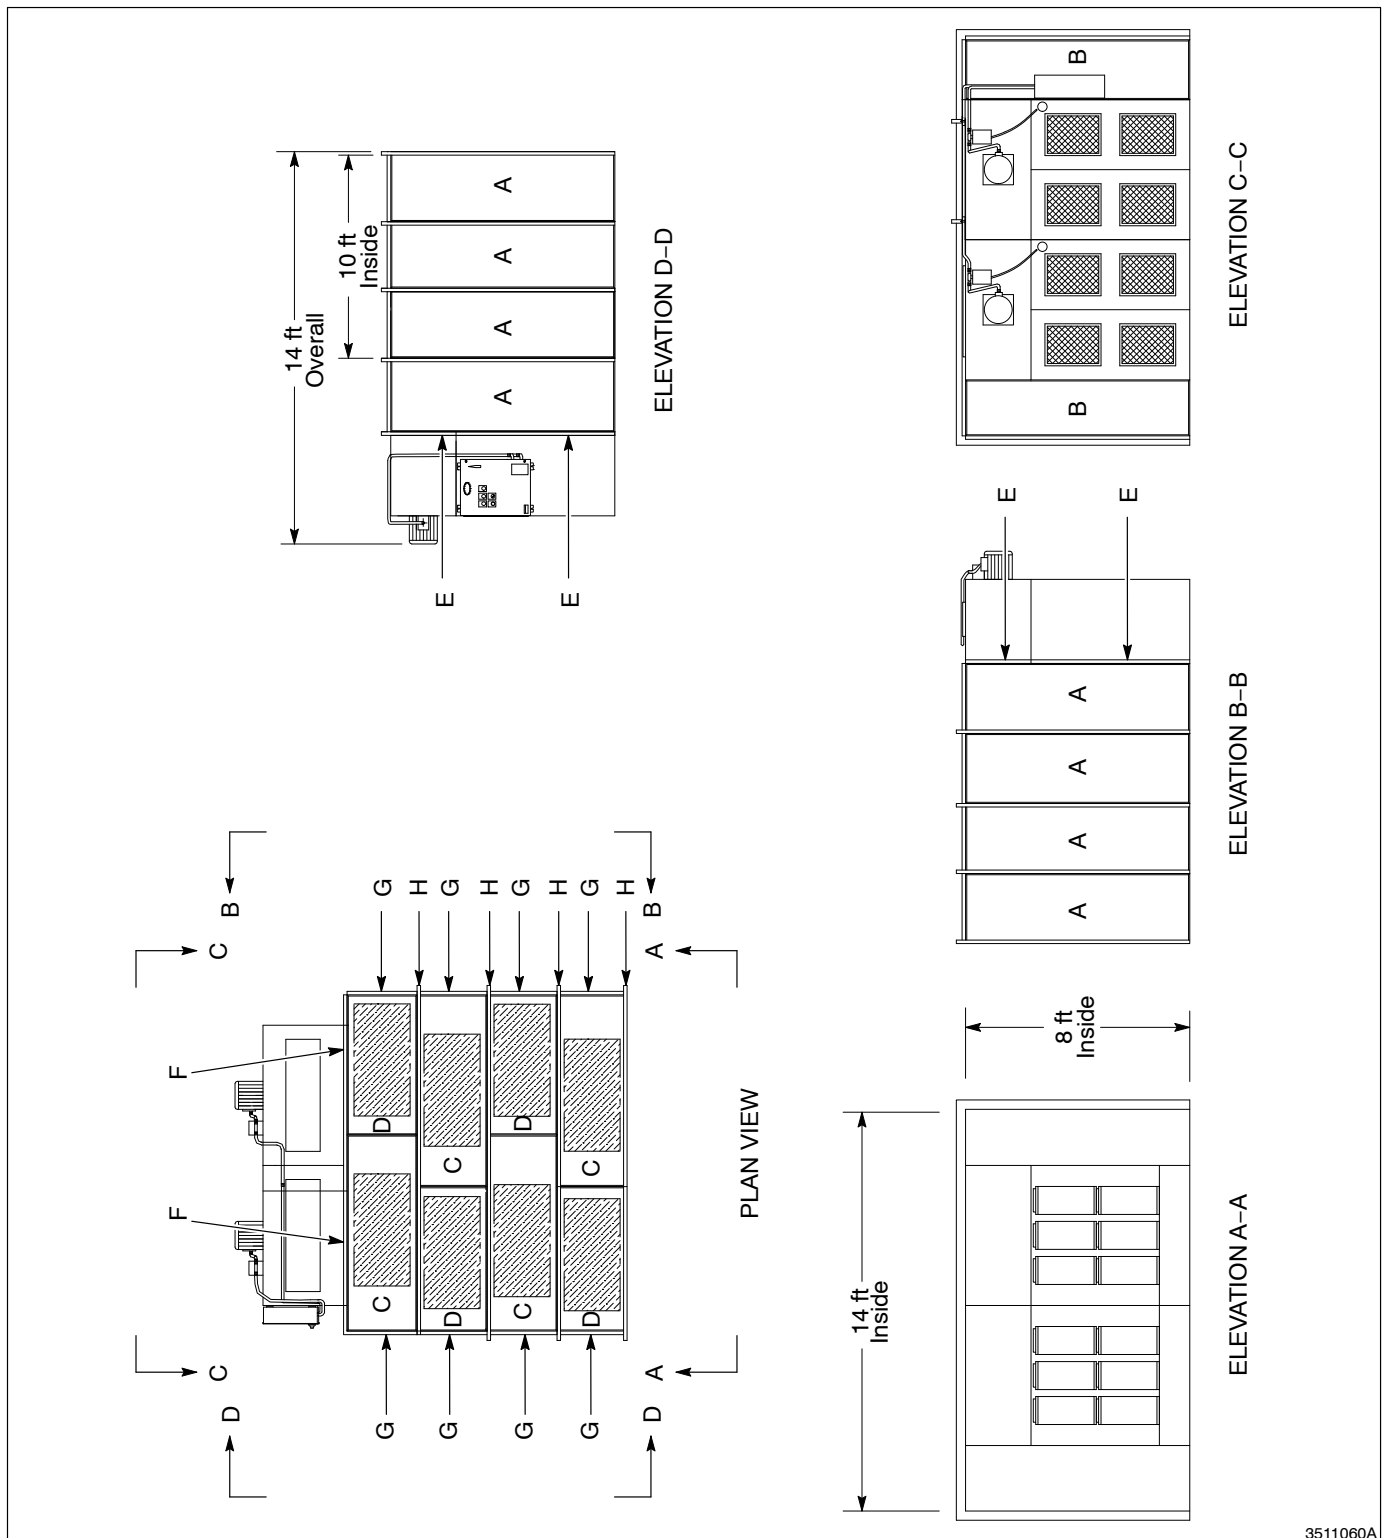 14 ft
Overall
10 ft
Inside
A
A
A
A
E
E
ELEVATION D–D
B
B
ELEVATION C–C
E
E
A
A
A
A
ELEVATION B–B
B
C
G
H
G
H
G
H
G
H
B
A
F
F
D
C
D
C
C
D
C
D
G
G
G
G
C
D
A
D
PLAN VIEW
8 ft
Inside
14 ft
Inside
ELEVATION A–A
3511060A